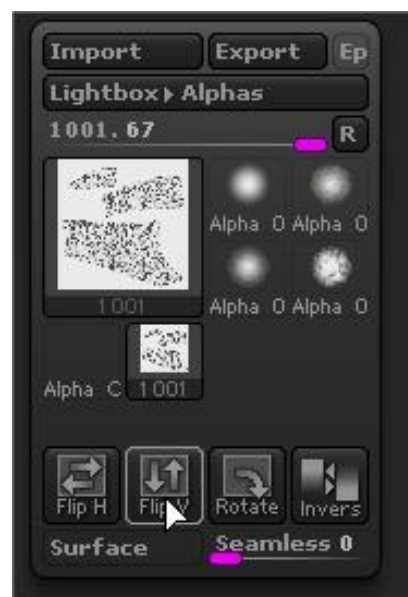 Import Export Ep
Lightbox▸Alphas
1001.67 R
Alpha 0 Alpha 0
1001 Alpha 0 Alpha 0
Alpha C 1001
Flip H Flip V Rotate Invers
Surface Seamless 0